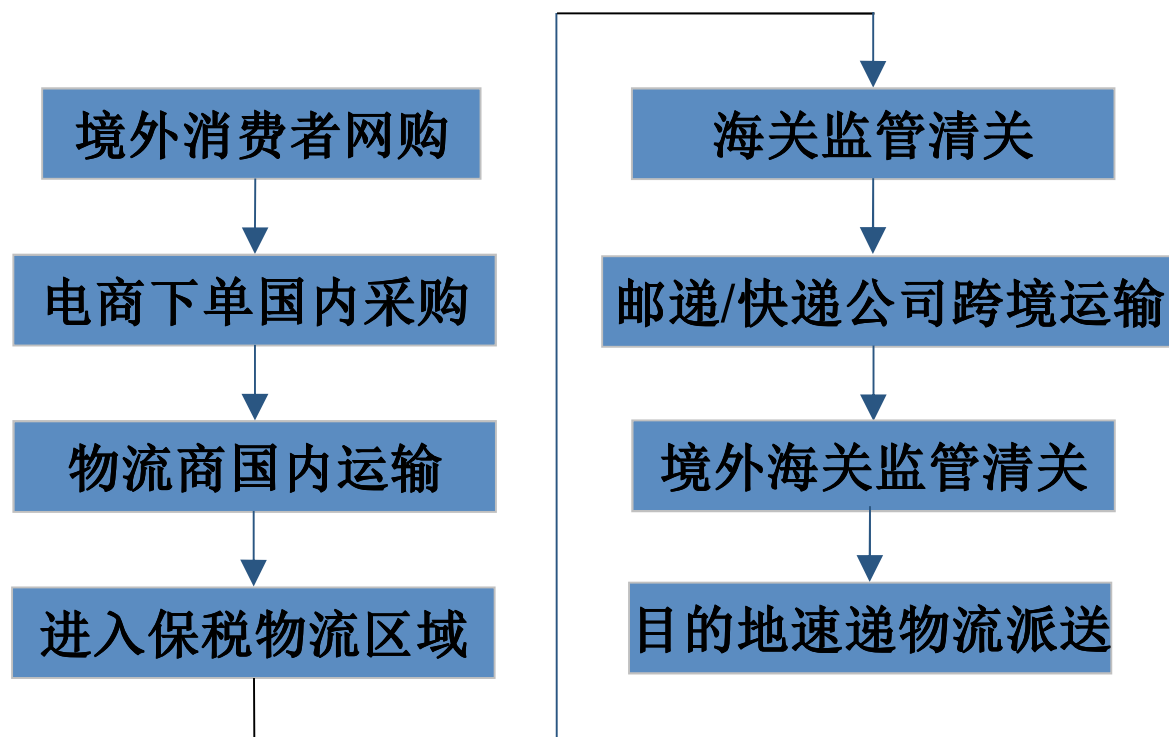 境外消费者网购
电商下单国内采购
物流商国内运输
进入保税物流区域
海关监管清关
邮递/快递公司跨境运输
境外海关监管清关
目的地速递物流派送